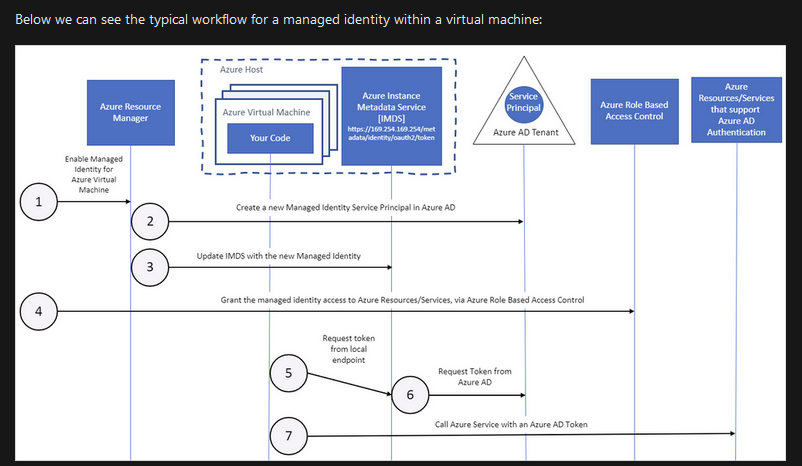 Below we can see the typical workflow for a managed identity within a virtual machine:
Azure Host
Azure Resource
Manager
Azure Virtual Machine
Your Code
Azure Instance
Metadata Service
[IMDS]
https://169.254.169.254/met
adata/identity/oauth2/token
Service
Principal
Azure AD Tenant
Azure Role Based
Access Control
Azure
Resources/Services
that support
Azure AD
Authentication
Enable Managed
Identity for
Azure Virtual
Machine
1
2
Create a new Managed Identity Service Principal in Azure AD
3
Update IMDS with the new Managed Identity
4
Grant the managed identity access to Azure Resources/Services, via Azure Role Based Access Control
5
Request token
from local
endpoint
6
Request Token from
Azure AD
7
Call Azure Service with an Azure AD Token